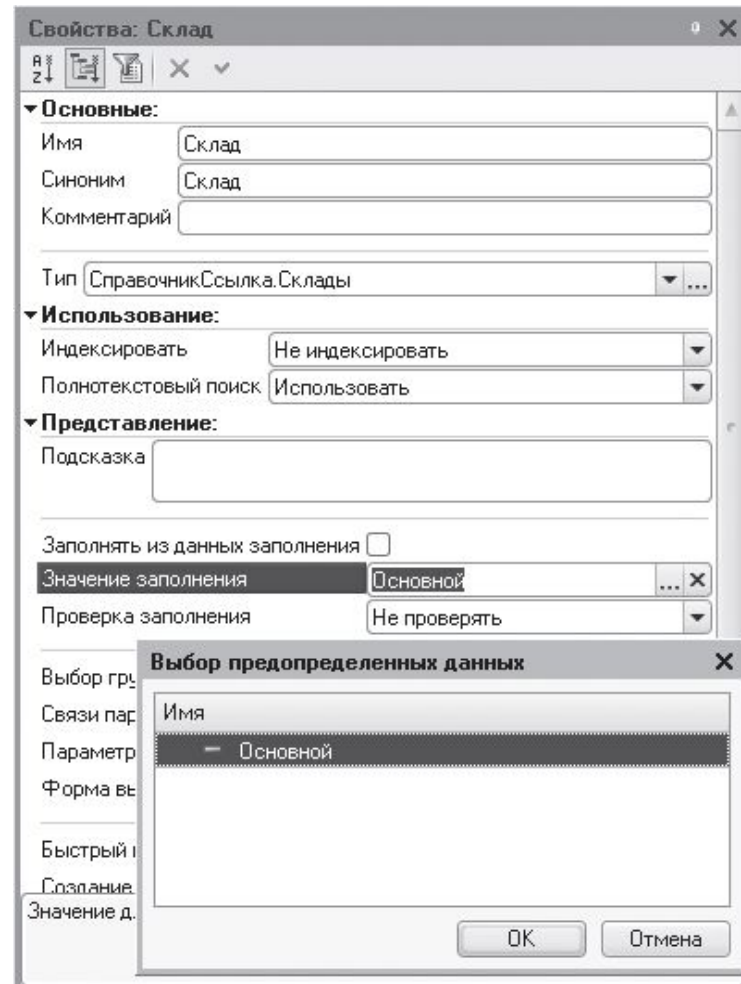 Свойства: Склад
Основные:
Имя Склад
Синоним Склад
Комментарий
Тип СправочникСсылка.Склады ...
Использование:
Индексировать Не индексировать
Полнотекстовый поиск Использовать
Представление:
Подсказка
Заполнять из данных заполнения
Значение заполнения Основной ...
Проверка заполнения Не проверять
Выбор гру
Связи пар
Параметр
Форма вы
Быстрый
Создание
Значение д.
Выбор предопределенных данных
Имя
Основной
OK Отмена